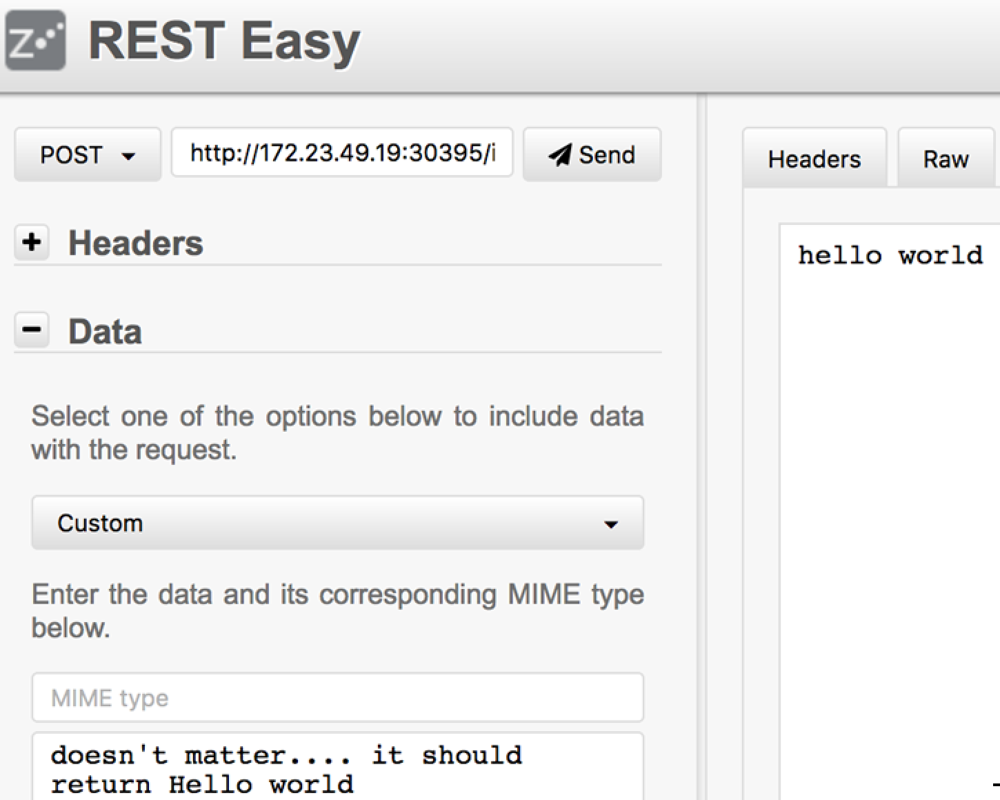 Z
REST Easy
POST
http://172.23.49.19:30395/i
Send
Headers
Raw
Headers
Data
Select one of the options below to include data
with the request.
Custom
Enter the data and its corresponding MIME type
below.
MIME type
doesn't matter.... it should
return Hello world
hello world